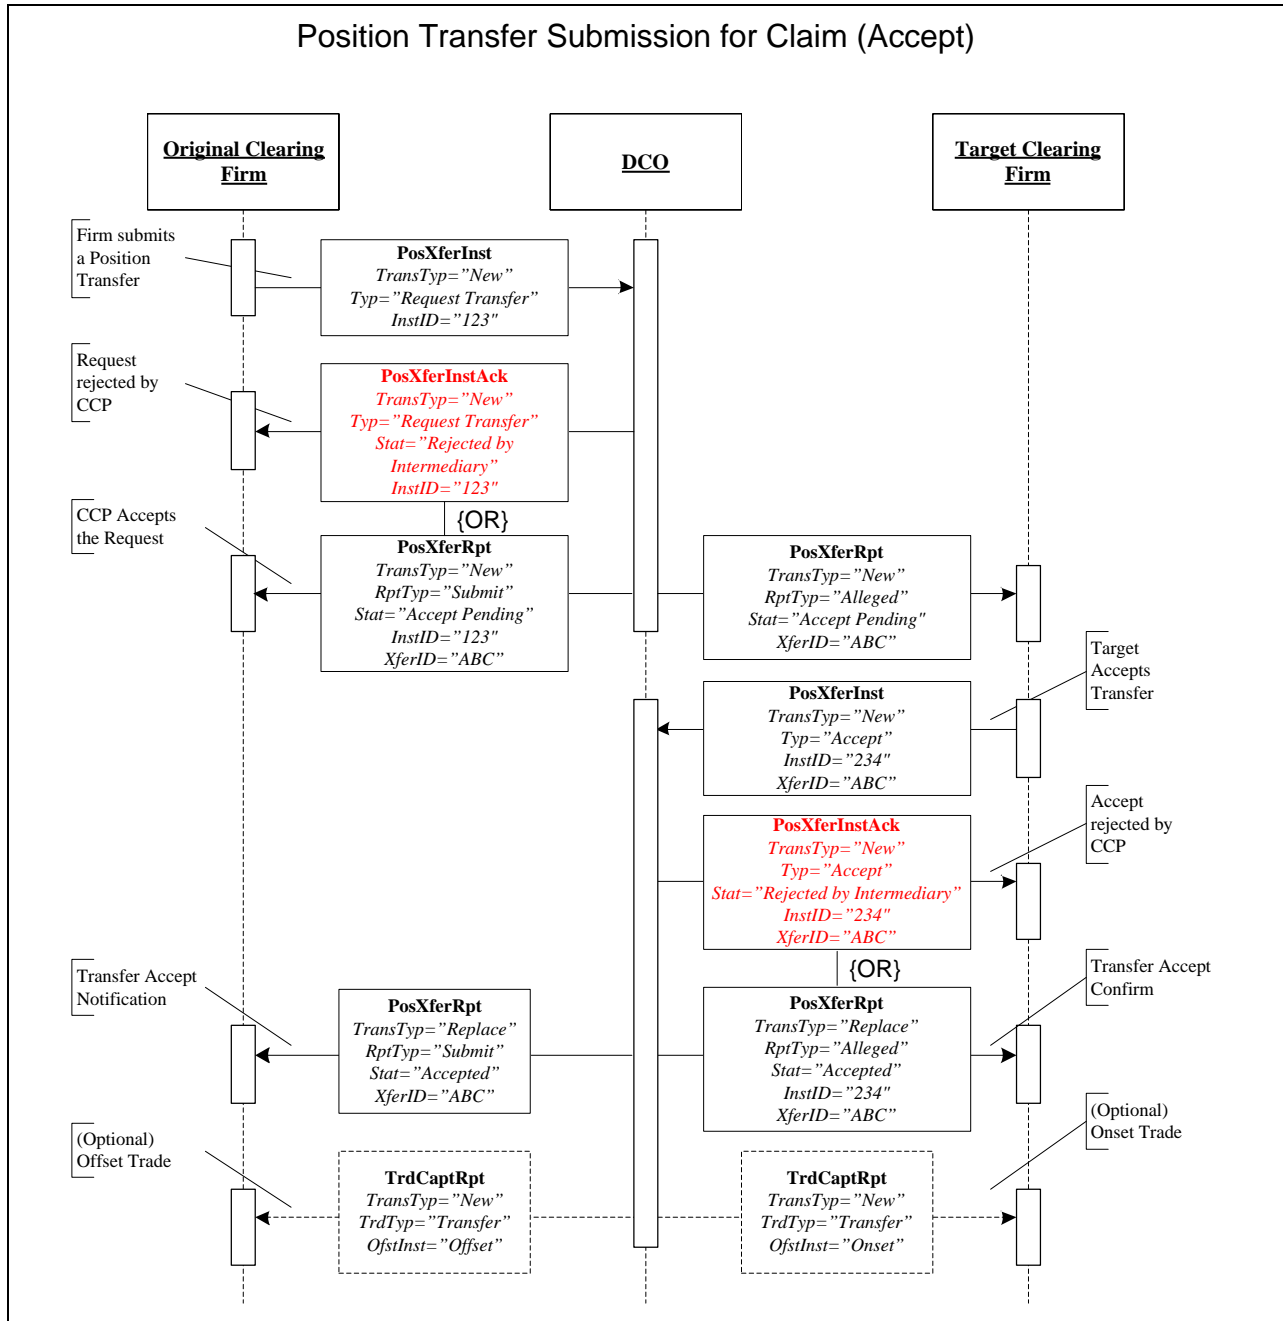 Position Transfer Submission for Claim (Accept)
Original Clearing
Firm
DCO
Target Clearing
Firm
Firm submits
a Position
Transfer
PosXferInst
TransTyp=”New”
Typ=”Request Transfer”
InstID=”123"
Request
rejected by
CCP
PosXferInstAck
TransTyp=”New”
Typ=”Request Transfer”
Stat=”Rejected by
Intermediary”
InstID=”123"
{OR}
CCP Accepts
the Request
PosXferRpt
TransTyp=”New”
RptTyp=”Submit”
Stat=”Accept Pending”
InstID=”123"
XferID=”ABC”
PosXferRpt
TransTyp=”New”
RptTyp=”Alleged”
Stat=”Accept Pending"
XferID=”ABC”
Target
Accepts
Transfer
PosXferInst
TransTyp=”New”
Typ=”Accept”
InstID=”234"
XferID=”ABC”
Accept
rejected by
CCP
PosXferInstAck
TransTyp=”New”
Typ=”Accept”
Stat=”Rejected by Intermediary”
InstID=”234"
XferID=”ABC”
{OR}
Transfer Accept
Notification
PosXferRpt
TransTyp=”Replace”
RptTyp=”Submit”
Stat=”Accepted”
XferID=”ABC”
PosXferRpt
TransTyp=”Replace”
RptTyp=”Alleged”
Stat=”Accepted”
InstID=”234"
XferID=”ABC”
Transfer Accept
Confirm
(Optional)
Offset Trade
TrdCaptRpt
TransTyp=”New”
TrdTyp=”Transfer”
OfstInst=”Offset”
TrdCaptRpt
TransTyp=”New”
TrdTyp=”Transfer”
OfstInst=”Onset”
(Optional)
Onset Trade